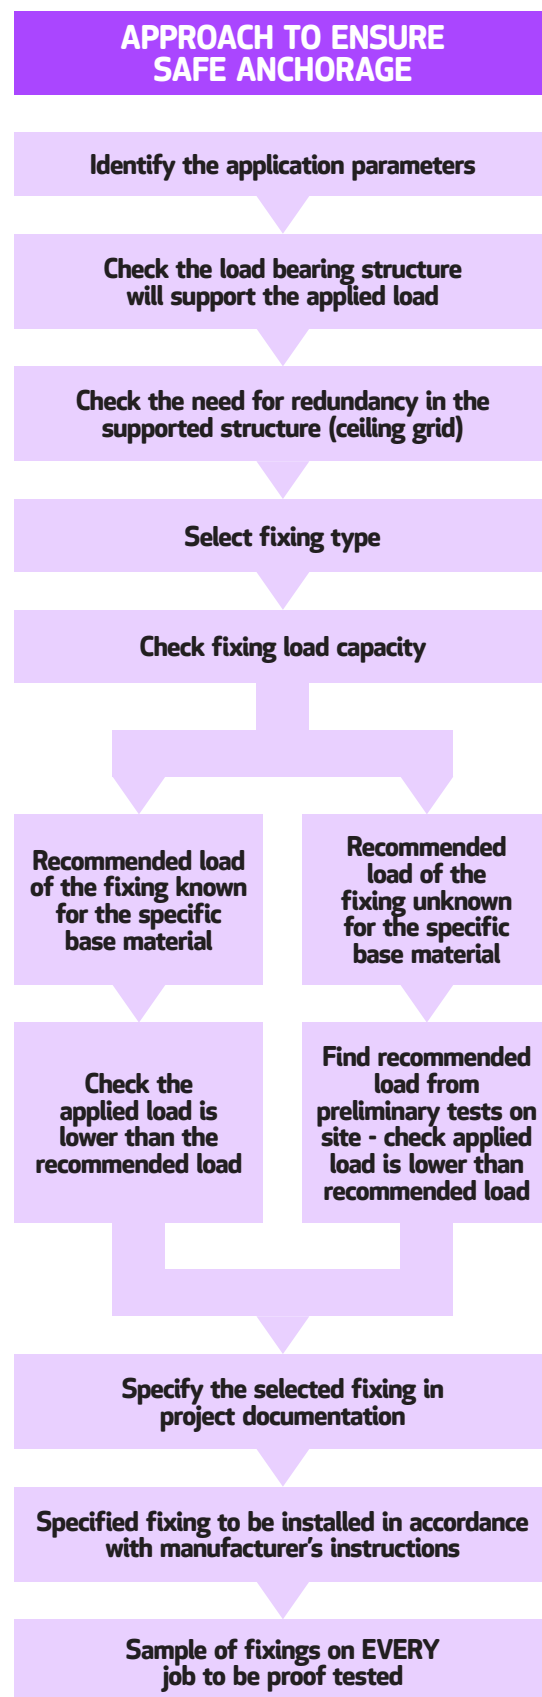 APPROACH TO ENSURE
SAFE ANCHORAGE
Identify the application parameters
Check the load bearing structure
will support the applied load
Check the need for redundancy in the
supported structure (ceiling grid)
Select fixing type
Check fixing load capacity
Recommended load
of the fixing known
for the specific
base material
Recommended
load of the
fixing unknown
for the specific
base material
Check the
applied load is
lower than the
recommended load
Find recommended
load from
preliminary tests on
site - check applied
load is lower than
recommended load
Specify the selected fixing in
project documentation
Specified fixing to be installed in accordance
with manufacturer's instructions
Sample of fixings on EVERY
job to be proof tested